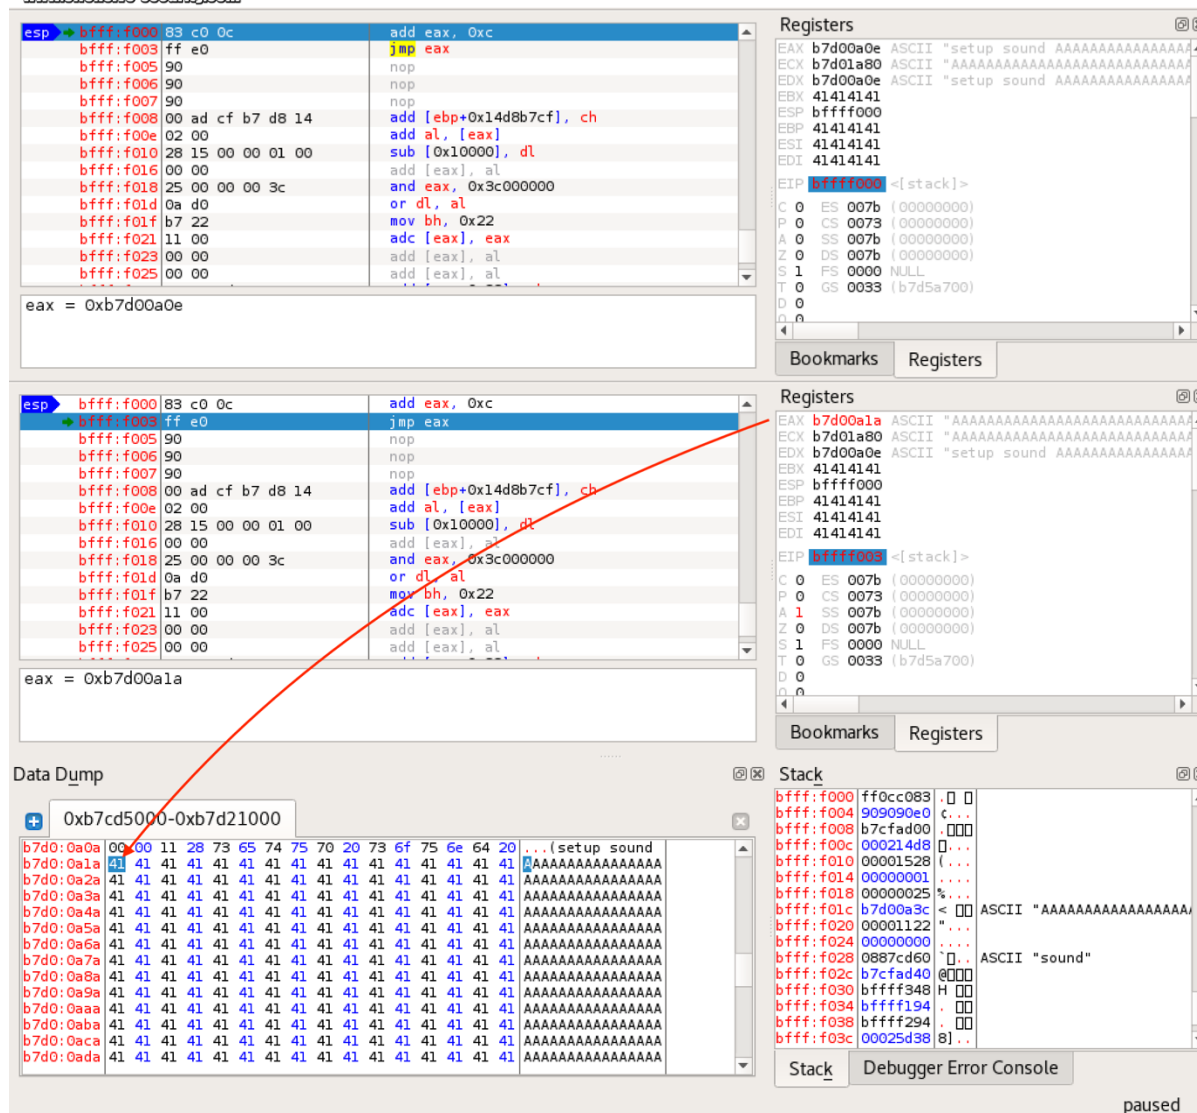 esp bfff:f000 83 c0 0c add eax, 0xc
bfff:f003 ff e0 jmp eax
bfff:f005 90 nop
bfff:f006 90 nop
bfff:f007 90 nop
bfff:f008 00 ad cf b7 d8 14 add [ebp+0x14d8b7cf], ch
bfff:f00e 02 00 add al, [eax]
bfff:f010 28 15 00 00 01 00 sub [0x10000], dl
bfff:f016 00 00 add [eax], al
bfff:f018 25 00 00 00 3c and eax, 0x3c000000
bfff:f01d 0a d0 or dl, al
bfff:f01f b7 22 mov bh, 0x22
bfff:f021 11 00 adc [eax], eax
bfff:f023 00 00 add [eax], al
bfff:f025 00 00 add [eax], al
eax = 0xb7d00a0e
Registers
EAX b7d00a0e ASCII "setup sound AAAAAAAAAAAAAAAAA
ECX b7d01a80 ASCII "AAAAAAAAAAAAAAAAAAAAAAAAAAAAA
EDX b7d00a0e ASCII "setup sound AAAAAAAAAAAAAAAAA
EBX 41414141
ESP bffff000
EBP 41414141
ESI 41414141
EDI 41414141
EIP bffff000 <[stack]>
C 0 ES 007b (00000000)
P 0 CS 0073 (00000000)
A 0 SS 007b (00000000)
Z 0 DS 007b (00000000)
S 1 FS 0000 NULL
T 0 GS 0033 (b7d5a700)
D 0
O 0
Bookmarks Registers
esp bfff:f000 83 c0 0c add eax, 0xc
bfff:f003 ff e0 jmp eax
bfff:f005 90 nop
bfff:f006 90 nop
bfff:f007 90 nop
bfff:f008 00 ad cf b7 d8 14 add [ebp+0x14d8b7cf], ch
bfff:f00e 02 00 add al, [eax]
bfff:f010 28 15 00 00 01 00 sub [0x10000], dl
bfff:f016 00 00 add [eax], al
bfff:f018 25 00 00 00 3c and eax, 0x3c000000
bfff:f01d 0a d0 or dl, al
bfff:f01f b7 22 mov bh, 0x22
bfff:f021 11 00 adc [eax], eax
bfff:f023 00 00 add [eax], al
bfff:f025 00 00 add [eax], al
eax = 0xb7d00a1a
Registers
EAX b7d00a1a ASCII "AAAAAAAAAAAAAAAAAAAAAAAAAAAAA
ECX b7d01a80 ASCII "AAAAAAAAAAAAAAAAAAAAAAAAAAAAA
EDX b7d00a0e ASCII "setup sound AAAAAAAAAAAAAAAAA
EBX 41414141
ESP bffff000
EBP 41414141
ESI 41414141
EDI 41414141
EIP bffff003 <[stack]>
C 0 ES 007b (00000000)
P 0 CS 0073 (00000000)
A 1 SS 007b (00000000)
Z 0 DS 007b (00000000)
S 1 FS 0000 NULL
T 0 GS 0033 (b7d5a700)
D 0
O 0
Bookmarks Registers
Data Dump
0xb7cd5000-0xb7d21000
b7d0:0a0a 00 00 11 28 73 65 74 75 70 20 73 6f 75 6e 64 20 ...(setup sound
b7d0:0a1a 41 41 41 41 41 41 41 41 41 41 41 41 41 41 41 41 AAAAAAAAAAAAAAAA
b7d0:0a2a 41 41 41 41 41 41 41 41 41 41 41 41 41 41 41 41 AAAAAAAAAAAAAAAA
b7d0:0a3a 41 41 41 41 41 41 41 41 41 41 41 41 41 41 41 41 AAAAAAAAAAAAAAAA
b7d0:0a4a 41 41 41 41 41 41 41 41 41 41 41 41 41 41 41 41 AAAAAAAAAAAAAAAA
b7d0:0a5a 41 41 41 41 41 41 41 41 41 41 41 41 41 41 41 41 AAAAAAAAAAAAAAAA
b7d0:0a6a 41 41 41 41 41 41 41 41 41 41 41 41 41 41 41 41 AAAAAAAAAAAAAAAA
b7d0:0a7a 41 41 41 41 41 41 41 41 41 41 41 41 41 41 41 41 AAAAAAAAAAAAAAAA
b7d0:0a8a 41 41 41 41 41 41 41 41 41 41 41 41 41 41 41 41 AAAAAAAAAAAAAAAA
b7d0:0a9a 41 41 41 41 41 41 41 41 41 41 41 41 41 41 41 41 AAAAAAAAAAAAAAAA
b7d0:0aaa 41 41 41 41 41 41 41 41 41 41 41 41 41 41 41 41 AAAAAAAAAAAAAAAA
b7d0:0aba 41 41 41 41 41 41 41 41 41 41 41 41 41 41 41 41 AAAAAAAAAAAAAAAA
b7d0:0aca 41 41 41 41 41 41 41 41 41 41 41 41 41 41 41 41 AAAAAAAAAAAAAAAA
b7d0:0ada 41 41 41 41 41 41 41 41 41 41 41 41 41 41 41 41 AAAAAAAAAAAAAAAA
Stack
bfff:f000 ff0cc083 .
bfff:f004 909090e0
bfff:f008 b7cfad00 .
bfff:f00c 000214d8 ...
bfff:f010 00001528 (...
bfff:f014 00000001 ....
bfff:f018 00000025 %...
bfff:f01c b7d00a3c < ASCII "AAAAAAAAAAAAAAAAAA
bfff:f020 00001122 "...
bfff:f024 00000000 ....
bfff:f028 0887cd60 ` .. ASCII "sound"
bfff:f02c b7cfad40 @
bfff:f030 bffff348 H
bfff:f034 bffff194 .
bfff:f038 bffff294 .
bfff:f03c 00025d38 8]..
Stack Debugger Error Console
paused